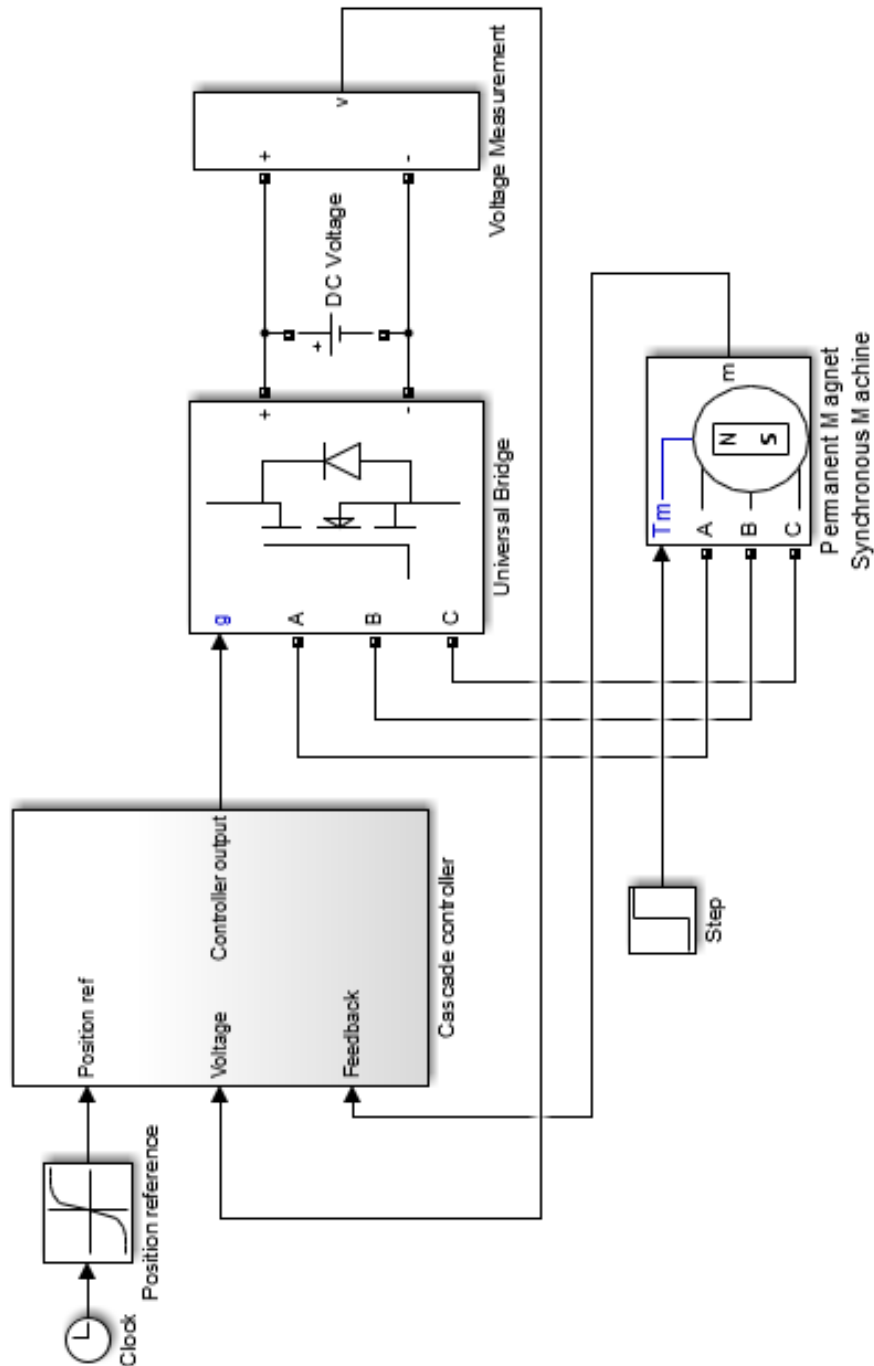 Clock
Position reference
Position ref
Voltage
Feedback
Controller output
Cascade controller
g
A
B
C
+
-
Universal Bridge
+
DC Voltage
+
-
v
Voltage Measurement
Step
Tm
A
B
C
N
S
m
Permanent Magnet
Synchronous Machine